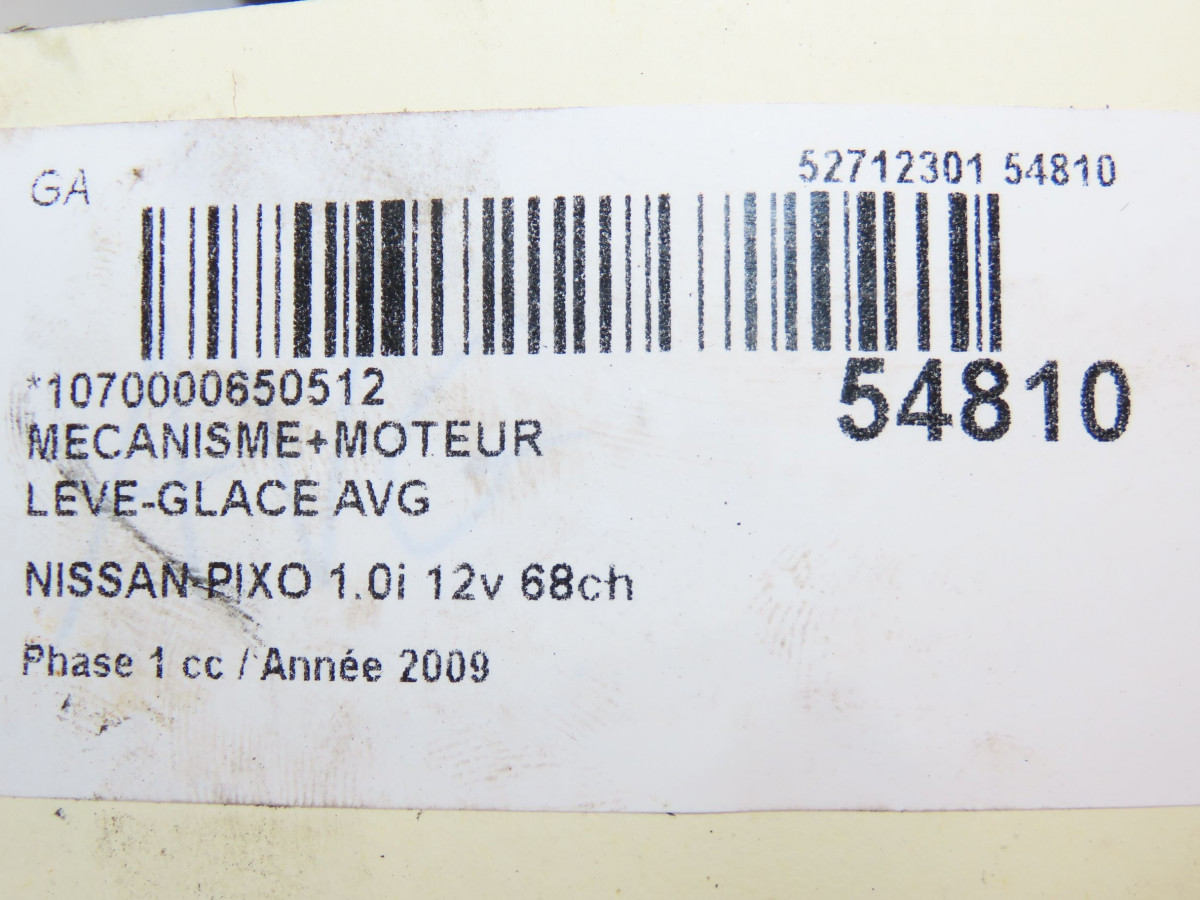 GA
52712301 54810
*1070000650512
54810
MECANISME+MOTEUR
LEVE-GLACE AVG
NISSAN PIXO 1.0i 12v 68ch
Phase 1 cc / Année 2009